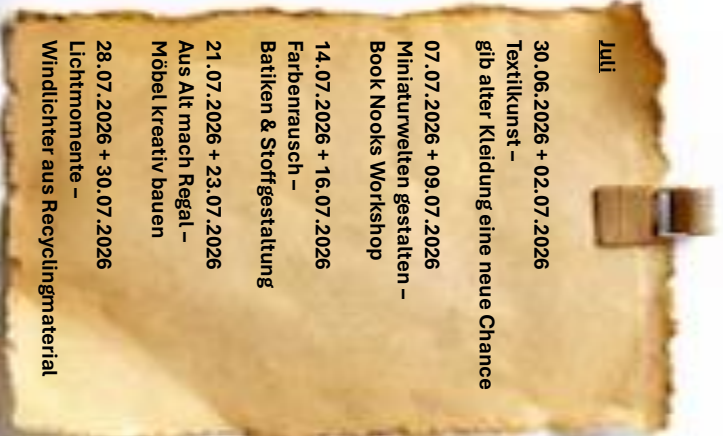 Juli
30.06.2026 + 02.07.2026
Textilkunst –
gib alter Kleidung eine neue Chance
07.07.2026 + 09.07.2026
Miniaturwelten gestalten –
Book Nooks Workshop
14.07.2026 + 16.07.2026
Farbenrausch –
Batiken & Stoffgestaltung
21.07.2026 + 23.07.2026
Aus Alt mach Regal –
Möbel kreativ bauen
28.07.2026 + 30.07.2026
Lichtmomente –
Windlichter aus Recyclingmaterial